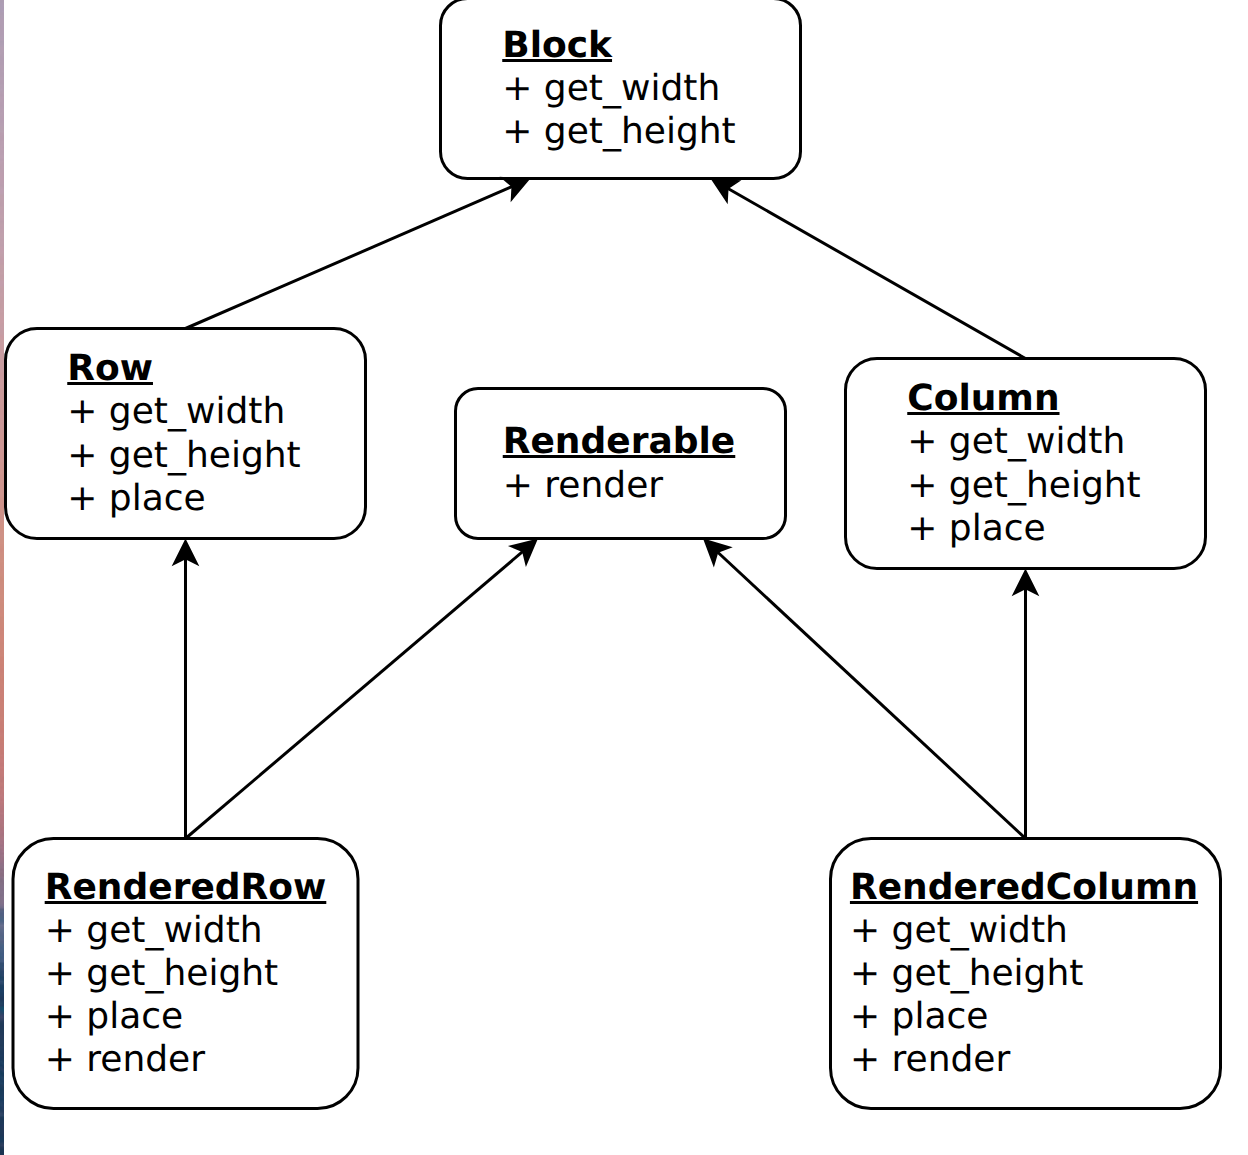 Block
+ get_width
+ get_height
Row
+ get_width
+ get_height
+ place
Renderable
+ render
Column
+ get_width
+ get_height
+ place
RenderedRow
+ get_width
+ get_height
+ place
+ render
RenderedColumn
+ get_width
+ get_height
+ place
+ render